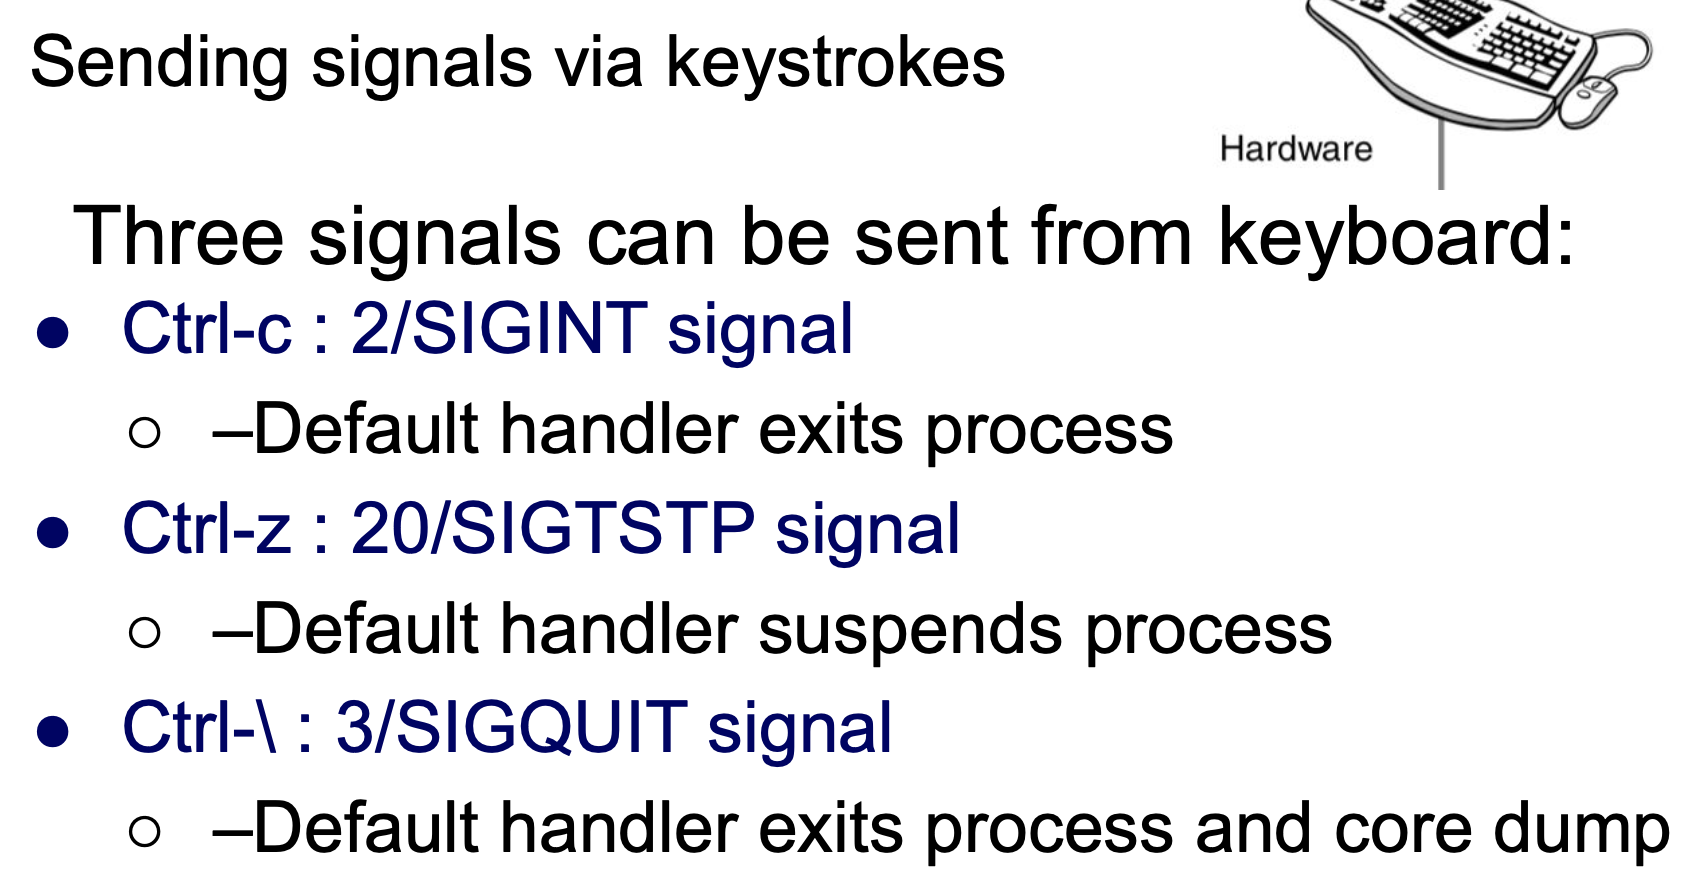 Sending signals via keystrokes
Hardware
Three signals can be sent from keyboard:
● Ctrl-c : 2/SIGINT signal
○ –Default handler exits process
● Ctrl-z : 20/SIGTSTP signal
○ –Default handler suspends process
● Ctrl-\ : 3/SIGQUIT signal
○ –Default handler exits process and core dump